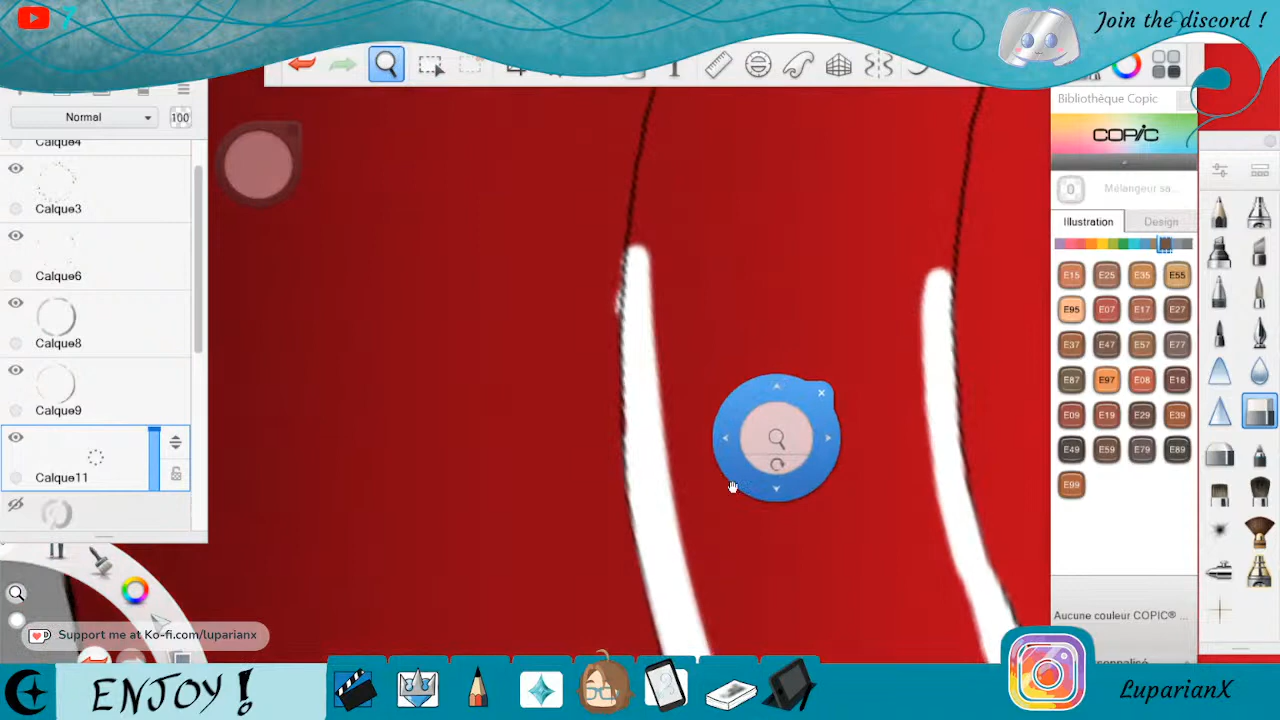 7
Join the discord !
Normal
100
Calque4
Calque3
Calque6
Calque8
Calque9
Calque11
Bibliothèque Copic
COPIC
0
Mélangeur sa...
Illustration
Design
E15 E25 E35 E55
E95 E07 E17 E27
E37 E47 E57 E77
E87 E97 E08 E18
E09 E19 E29 E39
E49 E59 E79 E89
E99
Aucune couleur COPIC® ...
Support me at Ko-fi.com/luparianx
ENJOY !
LuparianX